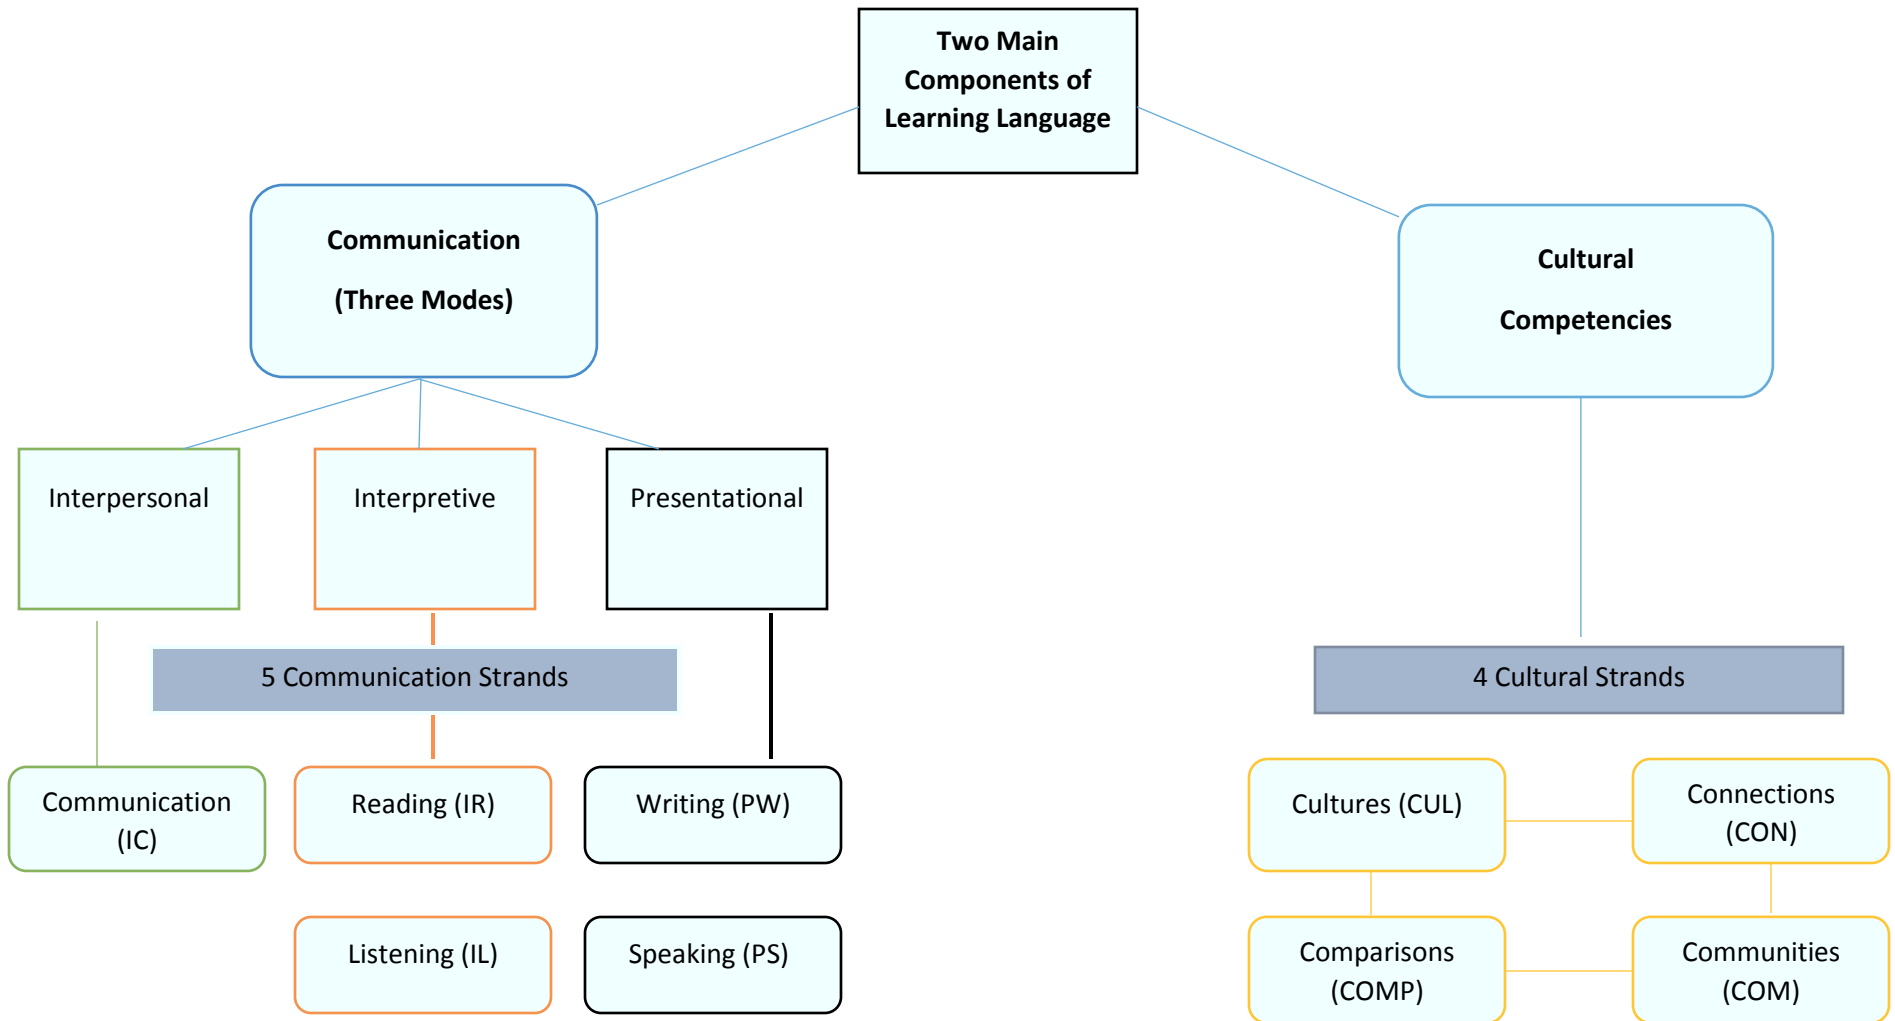 Two Main
Components of
Learning Language
Communication
(Three Modes)
Cultural
Competencies
Interpersonal
Interpretive
Presentational
5 Communication Strands
4 Cultural Strands
Communication
(IC)
Reading (IR)
Writing (PW)
Cultures (CUL)
Connections
(CON)
Listening (IL)
Speaking (PS)
Comparisons
(COMP)
Communities
(COM)